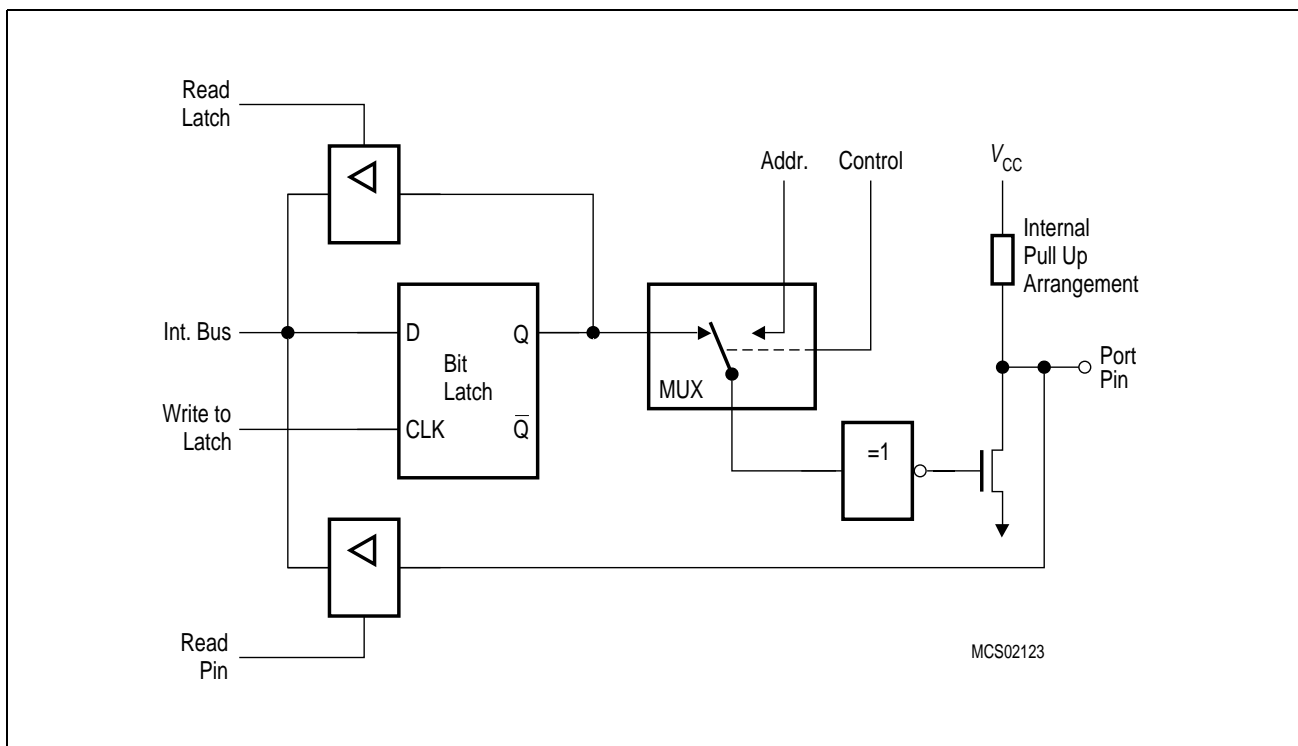 Read
Latch
Addr.
Control
VCC
Internal
Pull Up
Arrangement
Int. Bus
D
Q
Bit
Latch
MUX
Port
Pin
Write to
Latch
CLK
Q̅
=1
Read
Pin
MCS02123